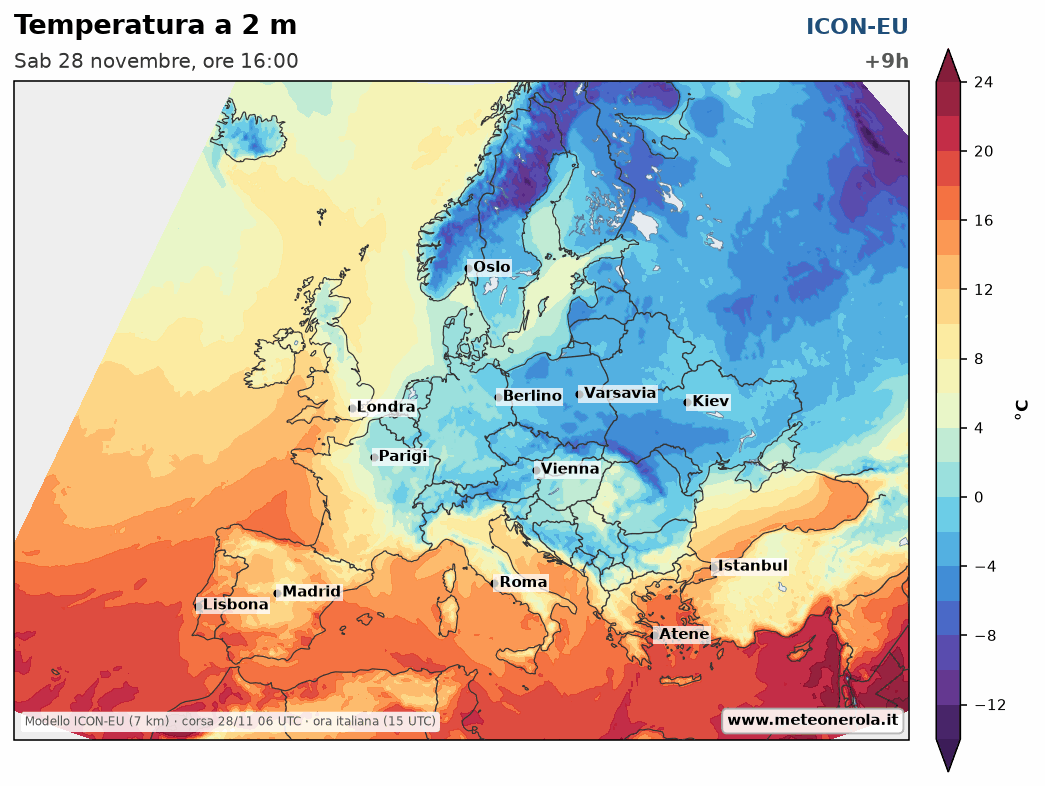 Temperatura a 2 m
ICON-EU
Sab 28 novembre, ore 16:00
+9h
24
20
16
12
8
4
0
−4
−8
−12
°C
Oslo
Berlino
Varsavia
Kiev
Londra
Parigi
Vienna
Istanbul
Roma
Madrid
Lisbona
Atene
Modello ICON-EU (7 km) · corsa 28/11 06 UTC · ora italiana (15 UTC)
www.meteonerola.it